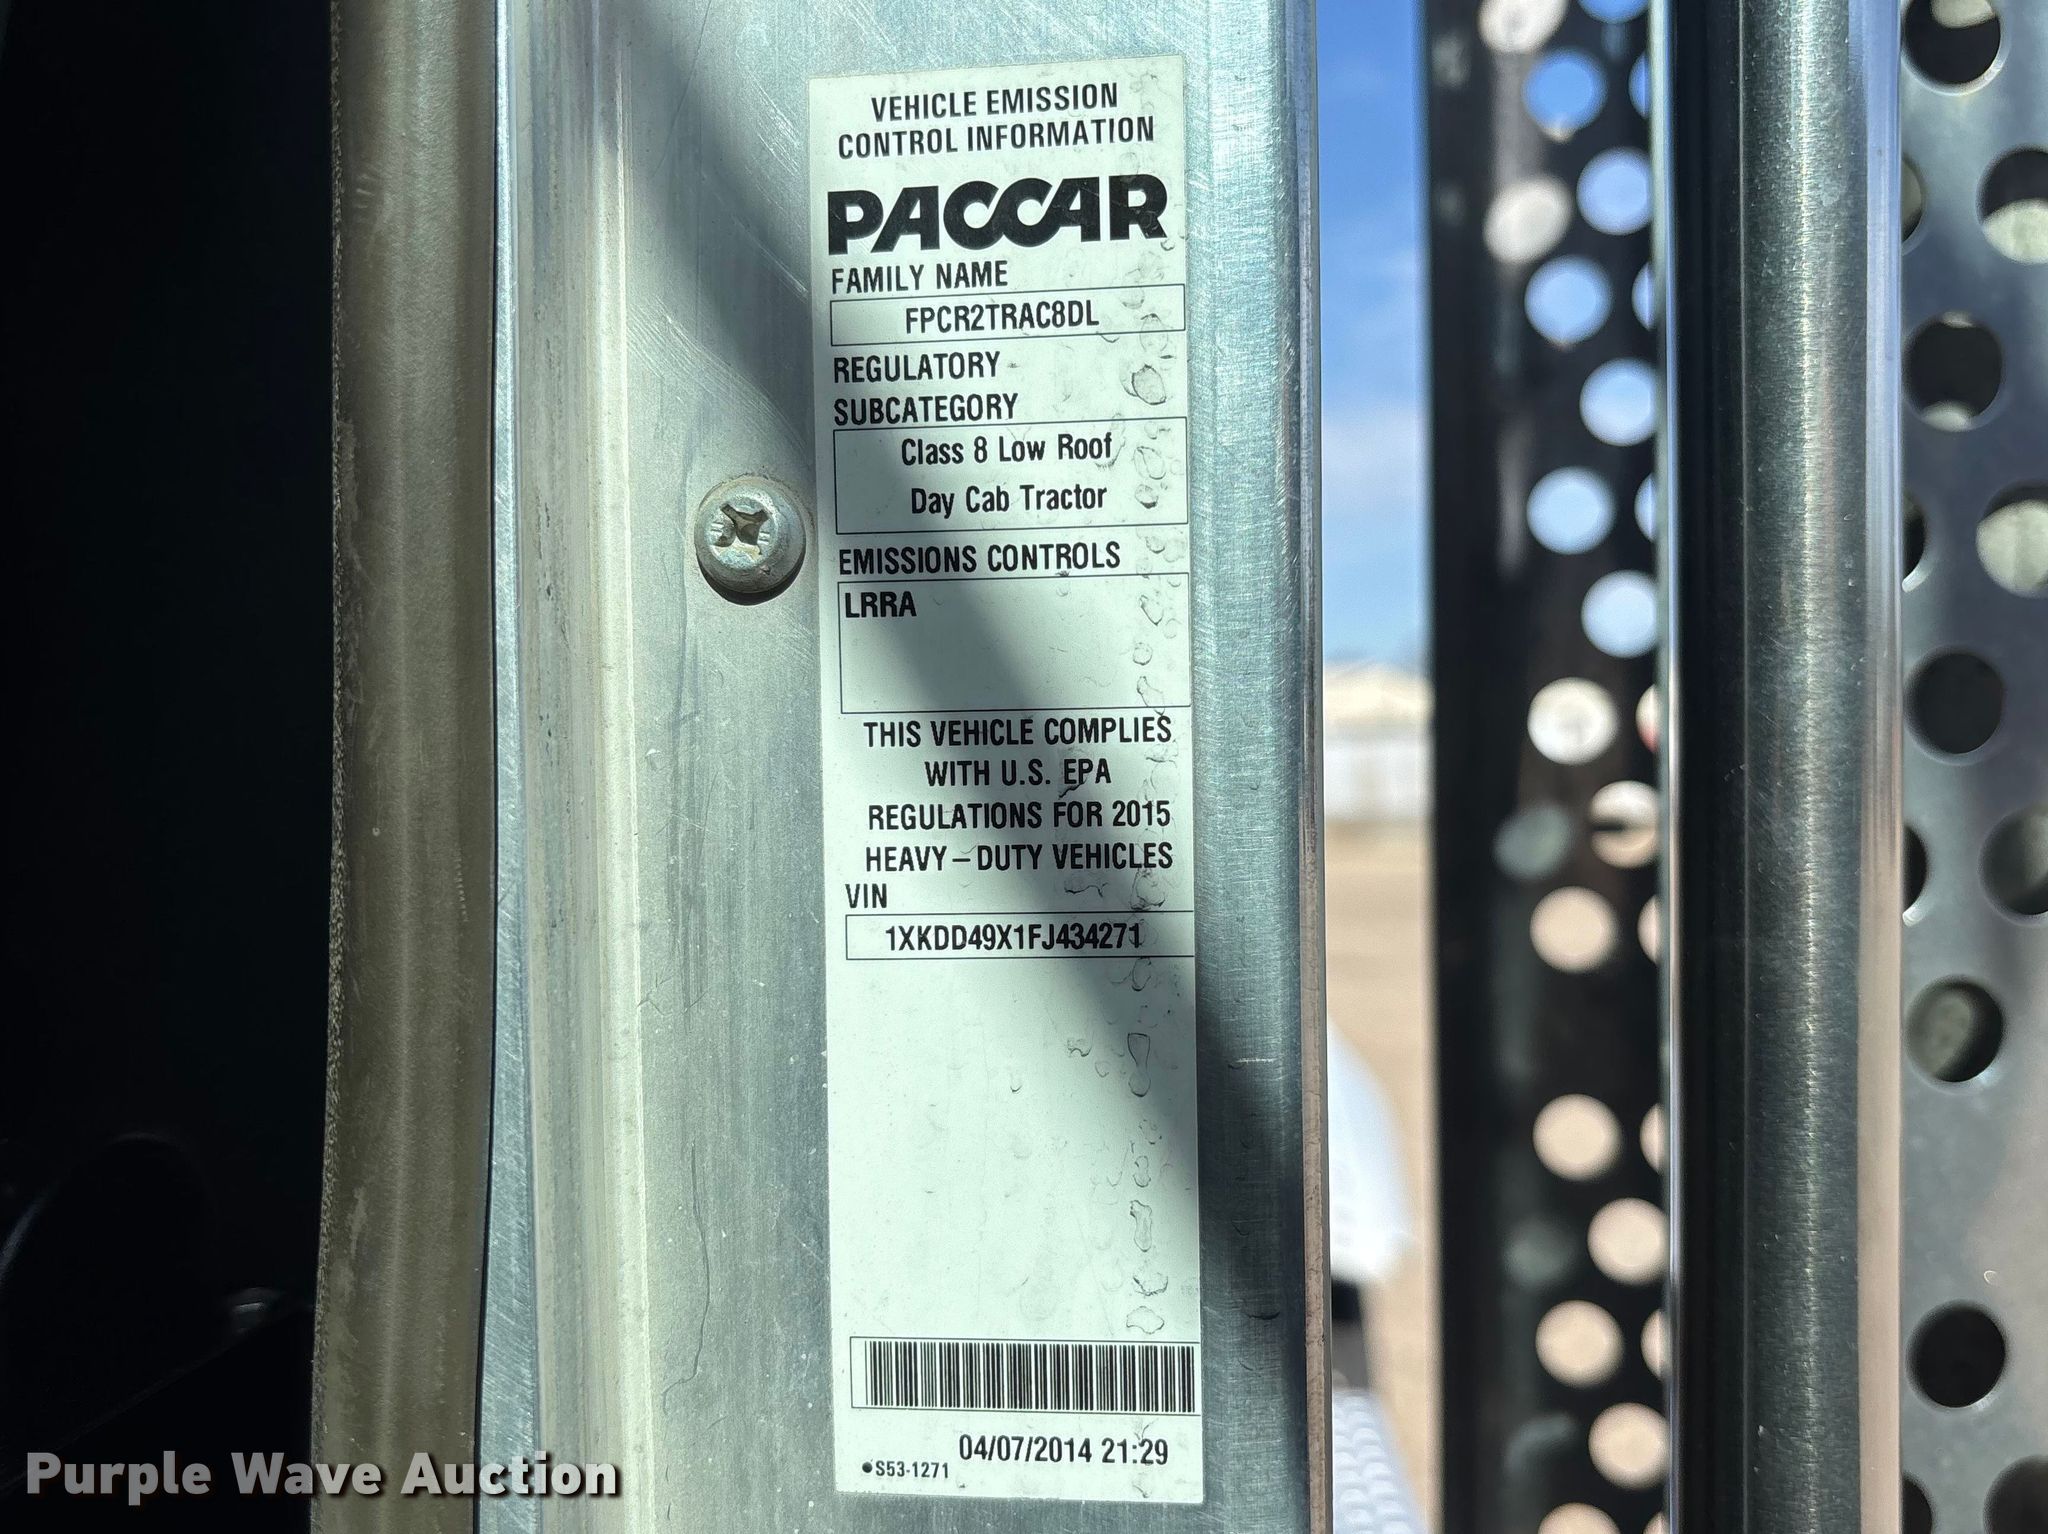 VEHICLE EMISSION
CONTROL INFORMATION
PACCAR
FAMILY NAME
FPCR2TRAC8DL
REGULATORY
SUBCATEGORY
Class 8 Low Roof
Day Cab Tractor
EMISSIONS CONTROLS
LRRA
THIS VEHICLE COMPLIES
WITH U.S. EPA
REGULATIONS FOR 2015
HEAVY-DUTY VEHICLES
VIN
1XKDD49X1FJ434271
04/07/2014 21:29
•S53-1271
Purple Wave Auction